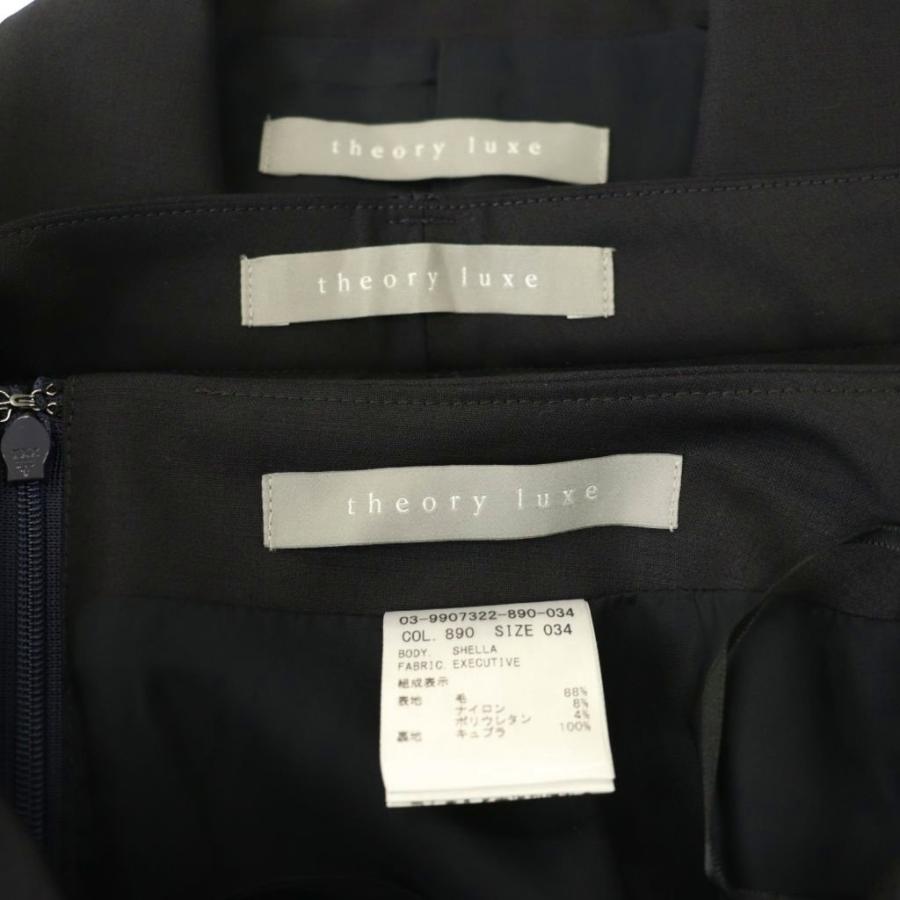 theory luxe
theory luxe
theory luxe
03-9907322-890-034
COL. 890 SIZE 034
BODY. SHELLA
FABRIC. EXECUTIVE
組成表示
表地 毛 88%
ナイロン 8%
ポリウレタン 4%
裏地 キュプラ 100%